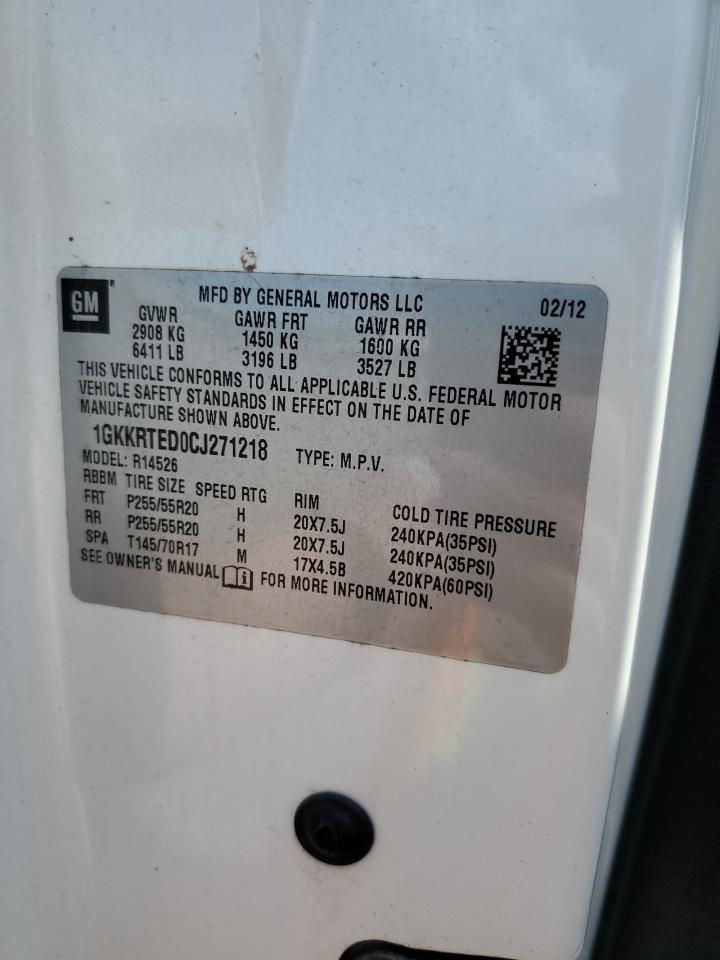 GM ®
MFD BY GENERAL MOTORS LLC 02/12
GVWR GAWR FRT GAWR RR
2908 KG 1450 KG 1600 KG
6411 LB 3196 LB 3527 LB
THIS VEHICLE CONFORMS TO ALL APPLICABLE U.S. FEDERAL MOTOR
VEHICLE SAFETY STANDARDS IN EFFECT ON THE DATE OF
MANUFACTURE SHOWN ABOVE.
1GKKRTED0CJ271218 TYPE: M.P.V.
MODEL: R14526
RBBM TIRE SIZE SPEED RTG RIM COLD TIRE PRESSURE
FRT P255/55R20 H 20X7.5J 240KPA(35PSI)
RR P255/55R20 H 20X7.5J 240KPA(35PSI)
SPA T145/70R17 M 17X4.5B 420KPA(60PSI)
SEE OWNER'S MANUAL i FOR MORE INFORMATION.